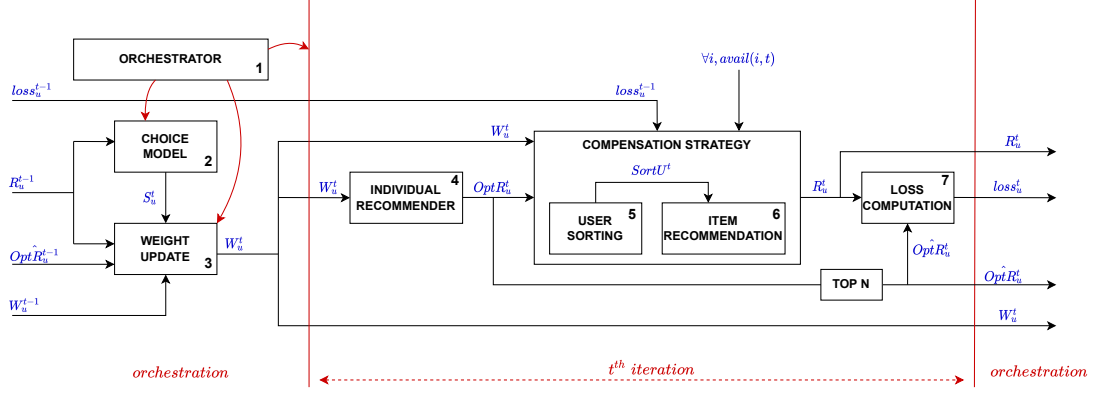 ORCHESTRATOR
1
∀i, avail(i, t)
loss_u^{t-1}
loss_u^{t-1}
CHOICE
MODEL
2
W_u^t
COMPENSATION STRATEGY
R_u^t
R_u^{t-1}
S_u^t
W_u^t
INDIVIDUAL
RECOMMENDER
4
OptR_u^t
SortU^t
USER
SORTING
5
ITEM
RECOMMENDATION
6
R_u^t
LOSS
COMPUTATION
7
loss_u^t
WEIGHT
UPDATE
3
W_u^t
Opt\hat{R}_u^{t-1}
Opt\hat{R}_u^t
TOP N
Opt\hat{R}_u^t
W_u^{t-1}
W_u^t
orchestration
t^{th} iteration
orchestration